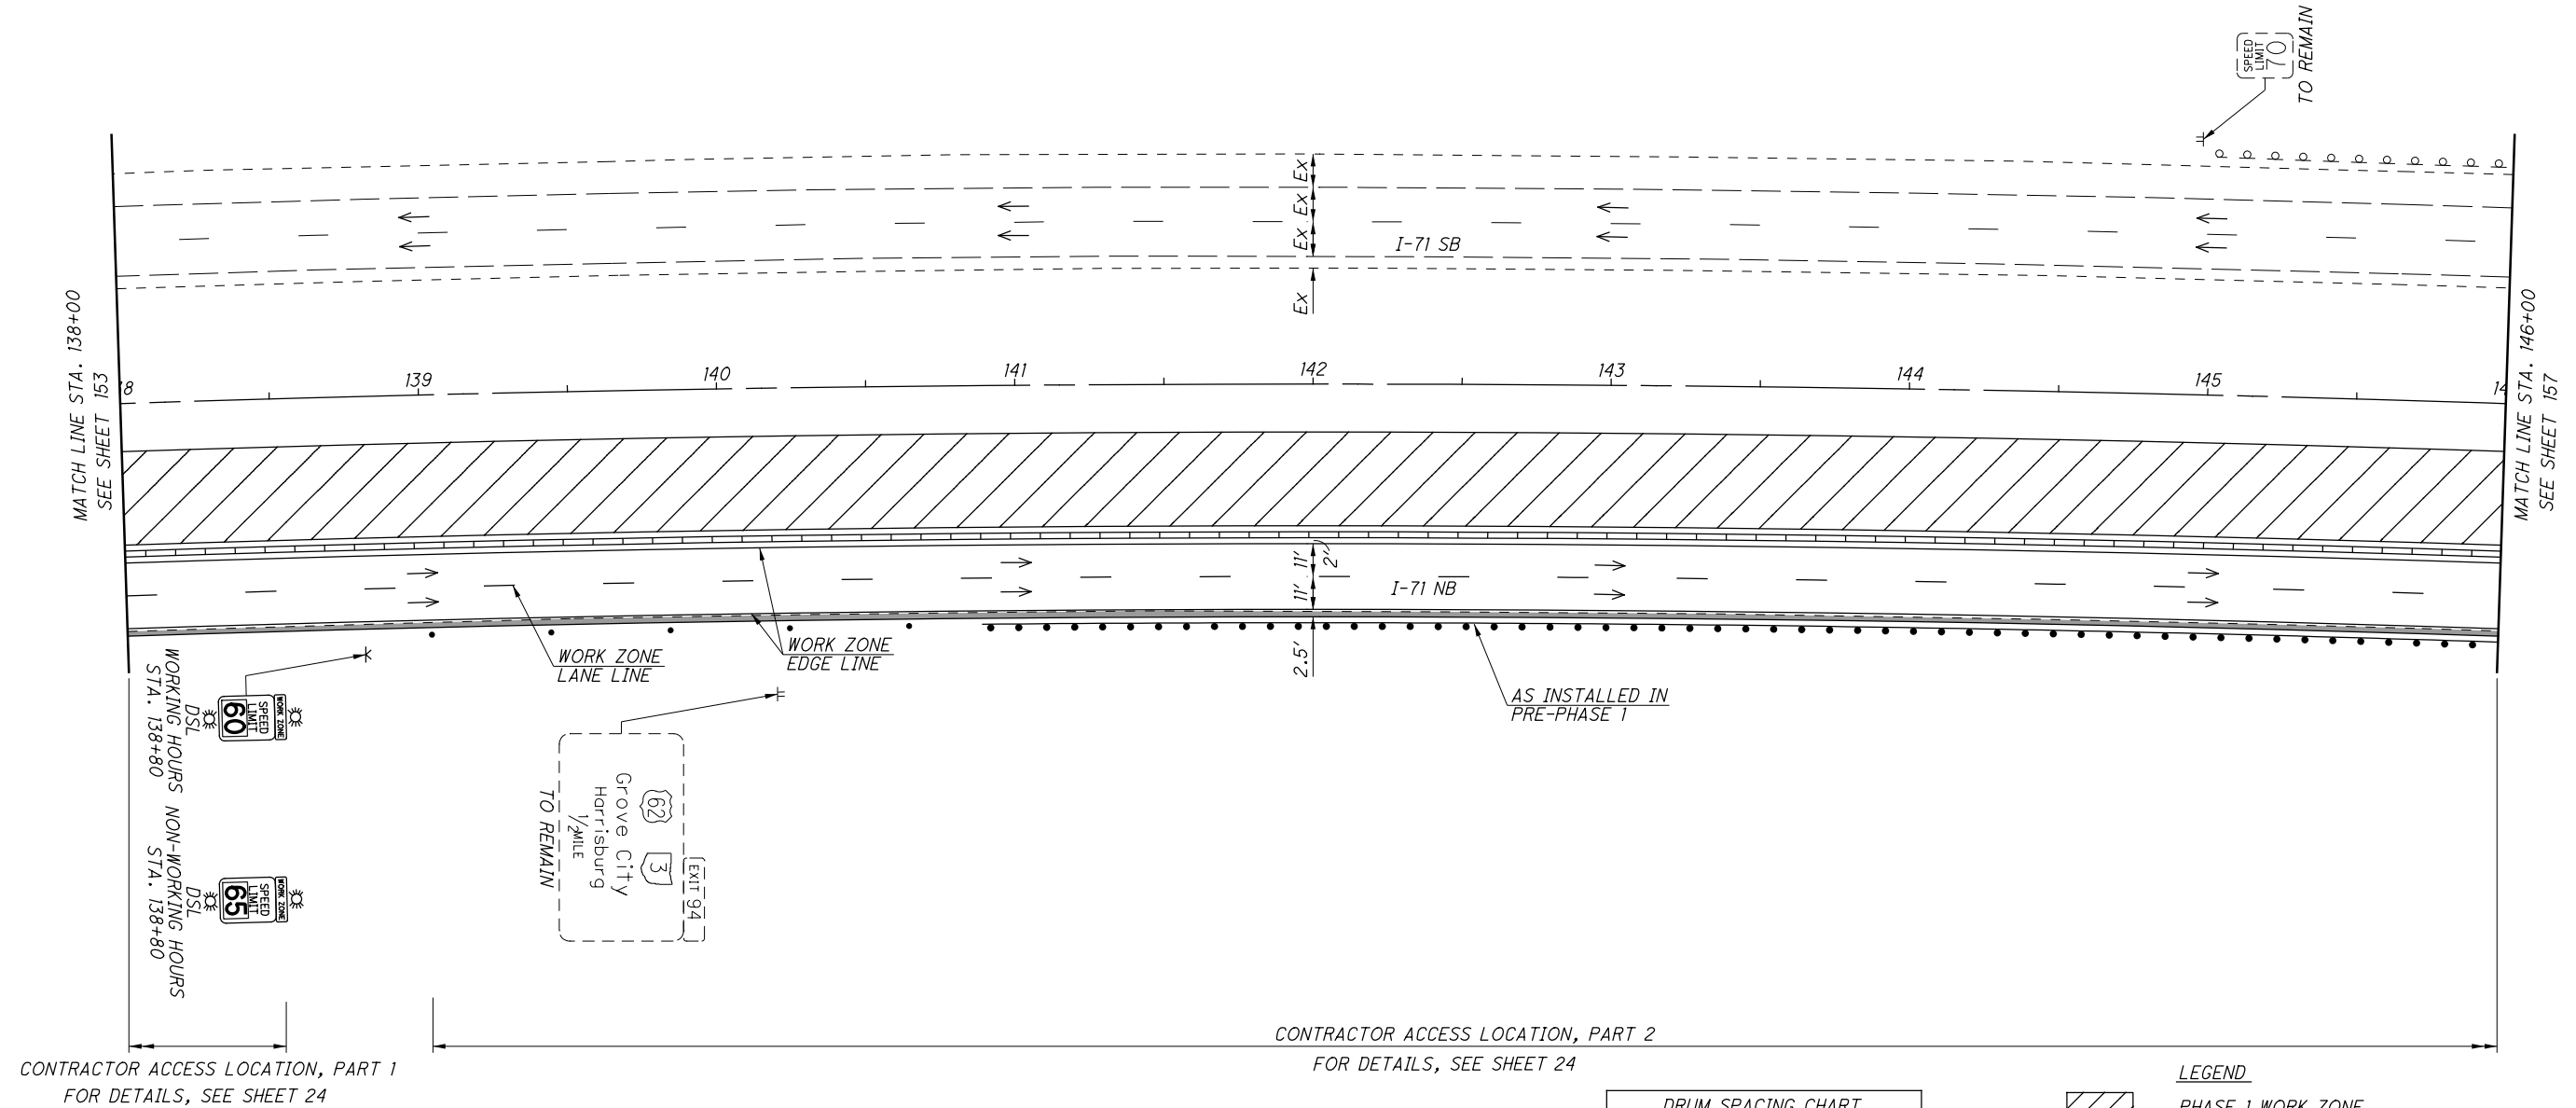 SPEED
LIMIT
70
TO REMAIN
Ex
Ex
Ex
Ex
I-71 SB
MATCH LINE STA. 138+00
SEE SHEET 153
139
140
141
142
143
144
145
MATCH LINE STA. 146+00
SEE SHEET 157
11'
11'
2'
I-71 NB
2.5'
WORK ZONE
LANE LINE
WORK ZONE
EDGE LINE
AS INSTALLED IN
PRE-PHASE 1
WORK ZONE
SPEED
LIMIT
60
DSL
WORKING HOURS
STA. 138+80
WORK ZONE
SPEED
LIMIT
65
DSL
NON-WORKING HOURS
STA. 138+80
EXIT 94
62 3
Grove City
Harrisburg
1/2 MILE
TO REMAIN
CONTRACTOR ACCESS LOCATION, PART 1
FOR DETAILS, SEE SHEET 24
CONTRACTOR ACCESS LOCATION, PART 2
FOR DETAILS, SEE SHEET 24
DRUM SPACING CHART
LEGEND
PHASE 1 WORK ZONE